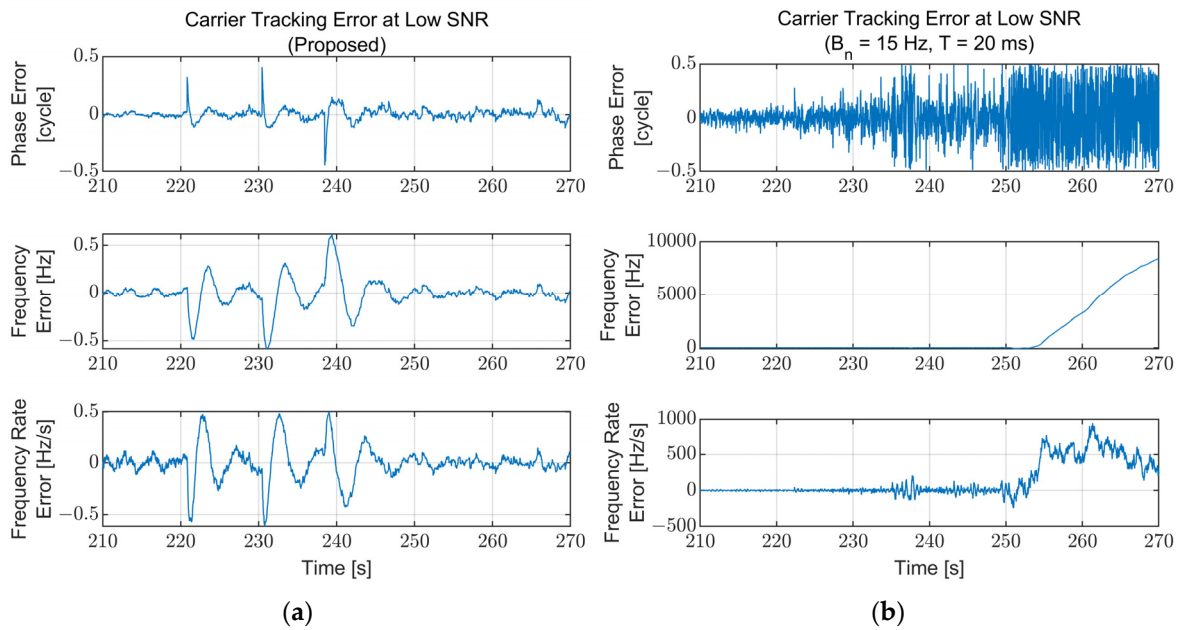 Carrier Tracking Error at Low SNR
(Proposed)
Phase Error
[cycle]
0.5
0
−0.5
210 220 230 240 250 260 270
Frequency
Error [Hz]
0.5
0
−0.5
210 220 230 240 250 260 270
Frequency Rate
Error [Hz/s]
0.5
0
−0.5
210 220 230 240 250 260 270
Time [s]
(a)
Carrier Tracking Error at Low SNR
(Bn = 15 Hz, T = 20 ms)
Phase Error
[cycle]
0.5
0
−0.5
210 220 230 240 250 260 270
Frequency
Error [Hz]
10000
5000
0
210 220 230 240 250 260 270
Frequency Rate
Error [Hz/s]
1000
500
0
−500
210 220 230 240 250 260 270
Time [s]
(b)